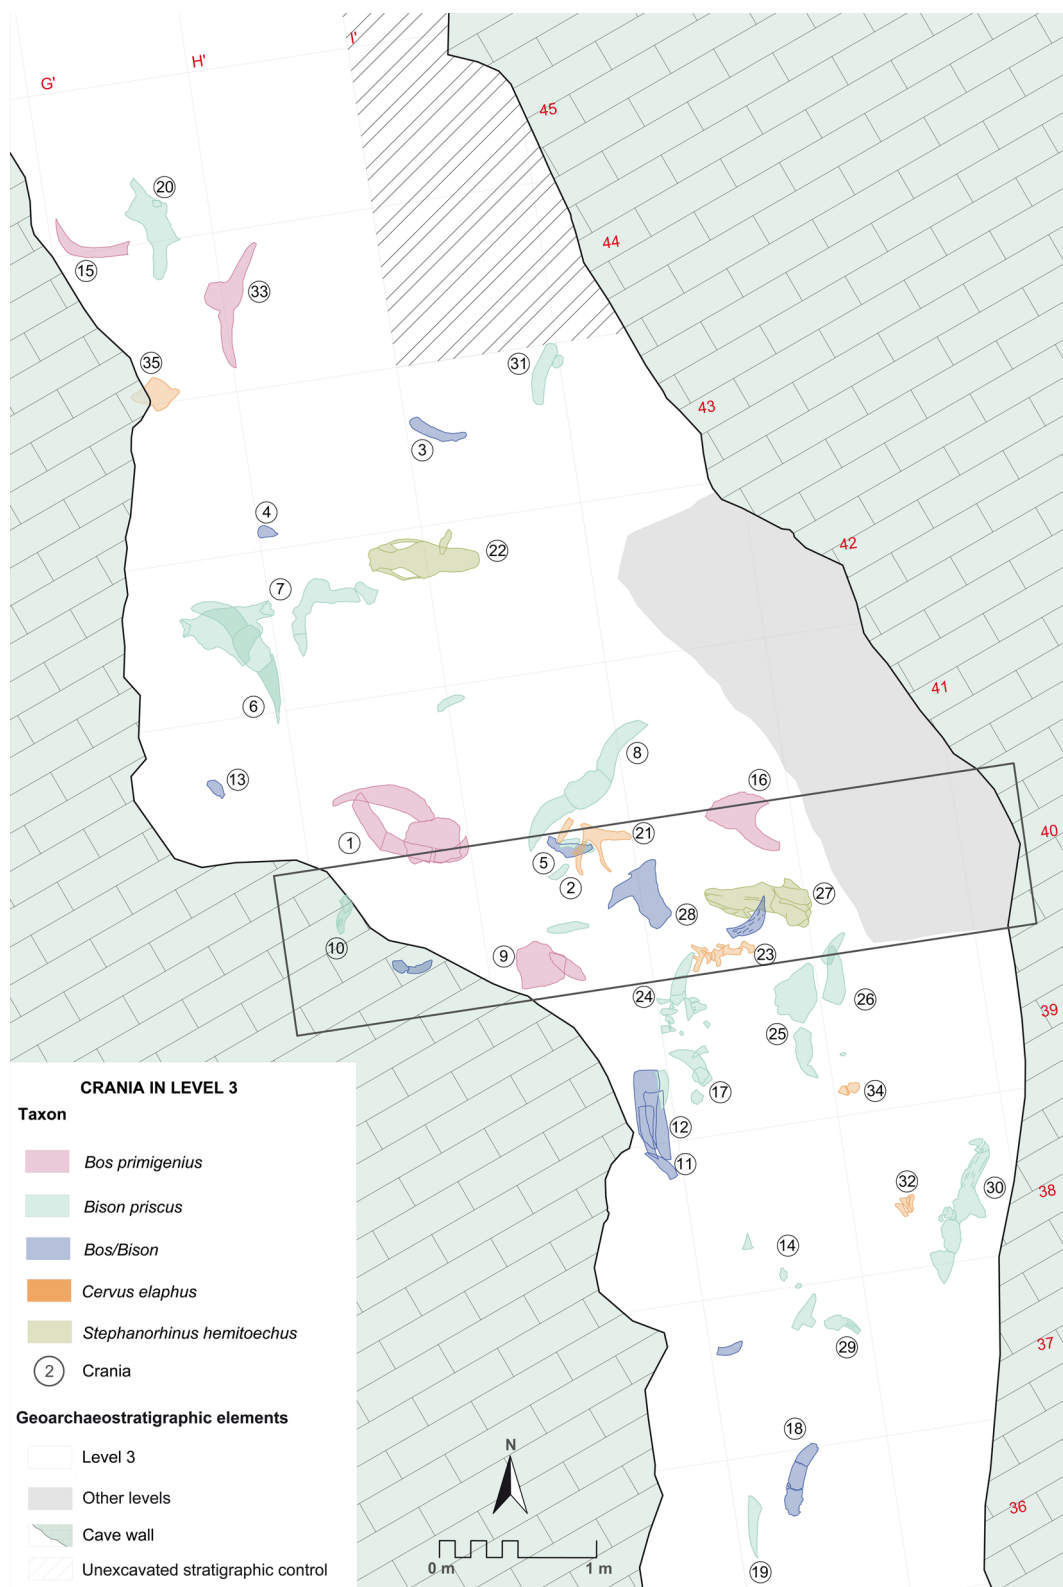 I'
H'
G'
45
20
44
15
33
35
31
43
3
4
42
22
7
6
41
8
13
16
1
21
40
5
2
27
28
10
9
23
24
26
39
25
34
17
12
11
32
30
38
14
37
29
18
36
19
CRANIA IN LEVEL 3
Taxon
Bos primigenius
Bison priscus
Bos/Bison
Cervus elaphus
Stephanorhinus hemitoechus
2 Crania
Geoarchaeostratigraphic elements
Level 3
Other levels
Cave wall
Unexcavated stratigraphic control
N
0 m 1 m